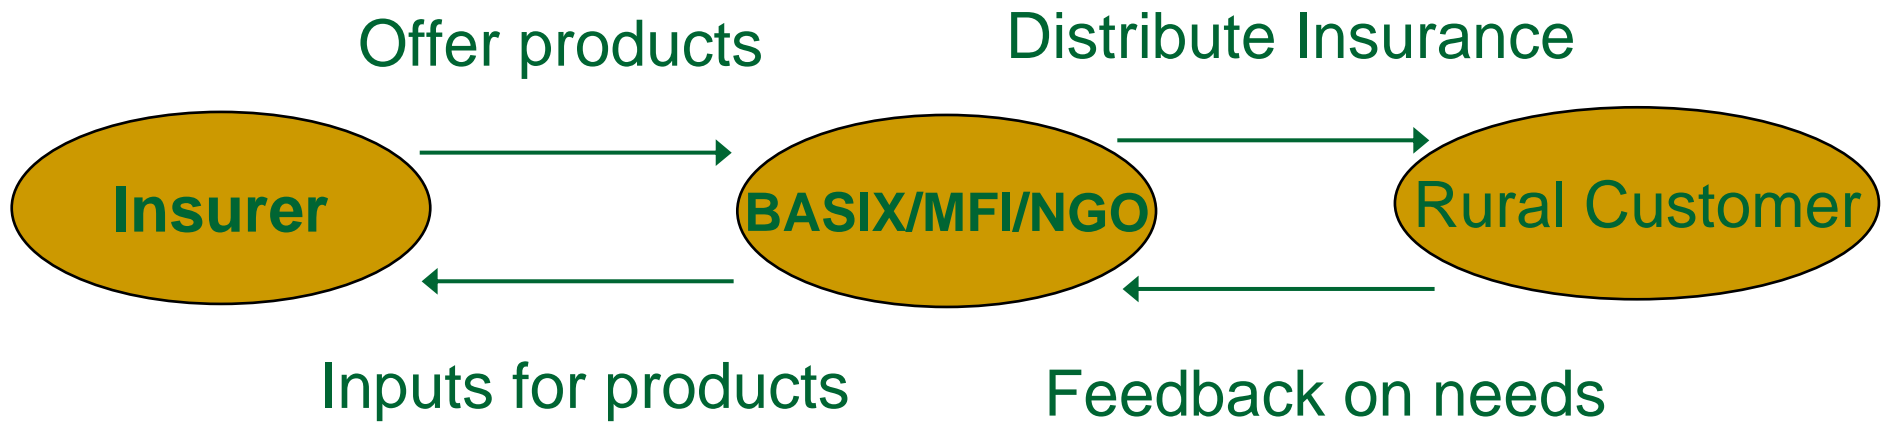 Offer products
Distribute Insurance
Insurer
BASIX/MFI/NGO
Rural Customer
Inputs for products
Feedback on needs